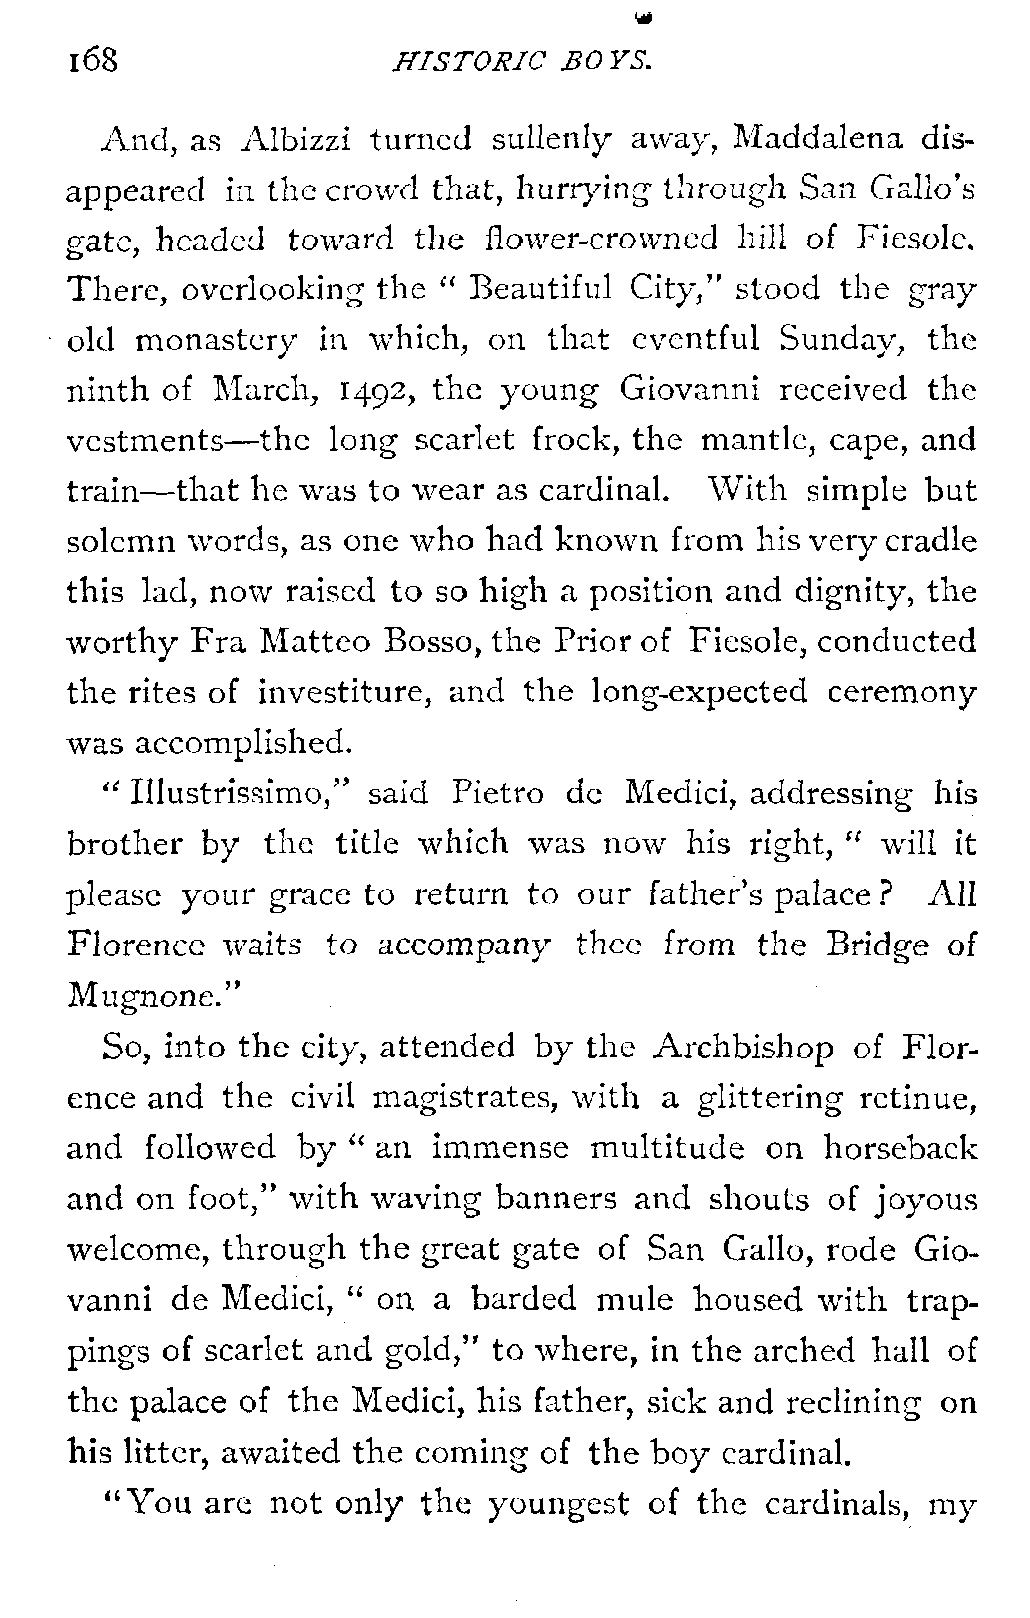 168 HISTORIC BOYS.
And, as Albizzi turned sullenly away, Maddalena dis-
appeared in the crowd that, hurrying through San Gallo's
gate, headed toward the flower-crowned hill of Fiesole.
There, overlooking the " Beautiful City," stood the gray
old monastery in which, on that eventful Sunday, the
ninth of March, 1492, the young Giovanni received the
vestments—the long scarlet frock, the mantle, cape, and
train—that he was to wear as cardinal. With simple but
solemn words, as one who had known from his very cradle
this lad, now raised to so high a position and dignity, the
worthy Fra Matteo Bosso, the Prior of Fiesole, conducted
the rites of investiture, and the long-expected ceremony
was accomplished.
" Illustrissimo," said Pietro de Medici, addressing his
brother by the title which was now his right, " will it
please your grace to return to our father's palace? All
Florence waits to accompany thee from the Bridge of
Mugnone."
So, into the city, attended by the Archbishop of Flor-
ence and the civil magistrates, with a glittering retinue,
and followed by " an immense multitude on horseback
and on foot," with waving banners and shouts of joyous
welcome, through the great gate of San Gallo, rode Gio-
vanni de Medici, " on a barded mule housed with trap-
pings of scarlet and gold," to where, in the arched hall of
the palace of the Medici, his father, sick and reclining on
his litter, awaited the coming of the boy cardinal.
"You are not only the youngest of the cardinals, my